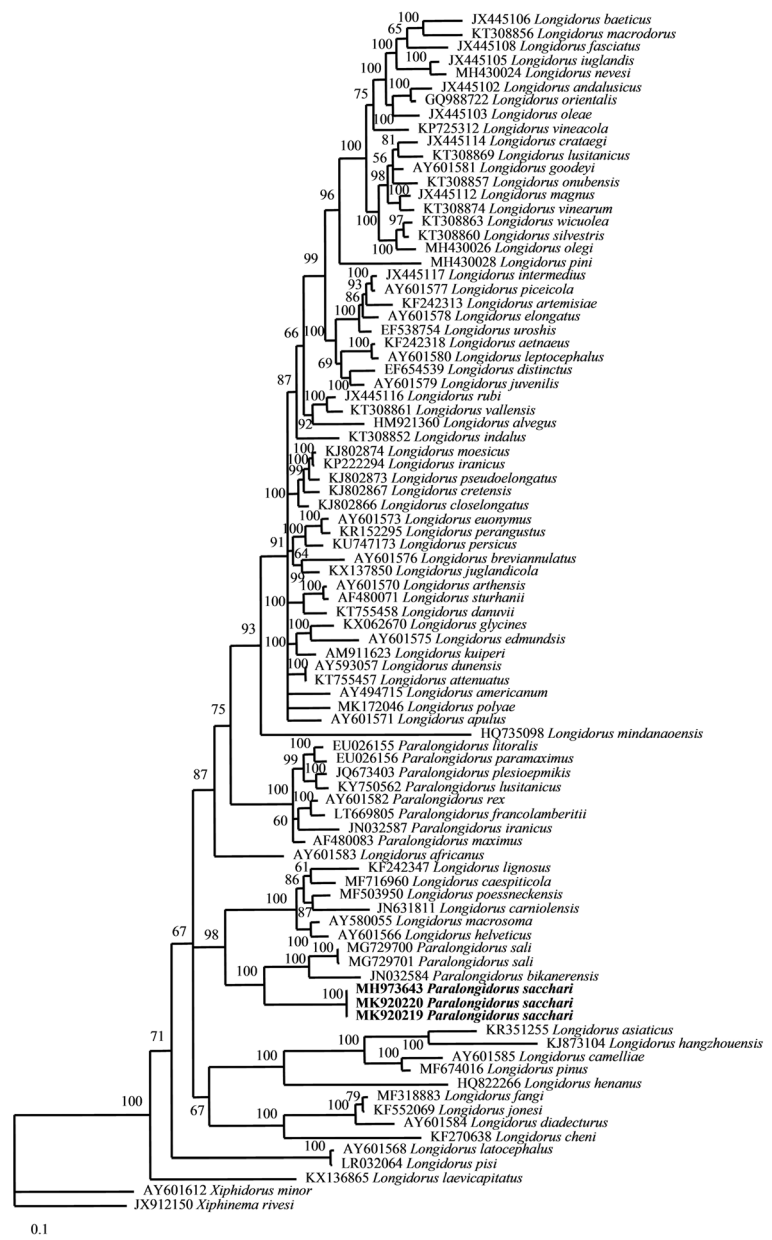 100 JX445106 Longidorus baeticus
65 KT308856 Longidorus macrodorus
100 JX445108 Longidorus fasciatus
100 JX445105 Longidorus iuglandis
100 MH430024 Longidorus nevesi
100 JX445102 Longidorus andalusicus
75 GQ988722 Longidorus orientalis
100 JX445103 Longidorus oleae
KP725312 Longidorus vineacola
81 JX445114 Longidorus crataegi
100 56 KT308869 Longidorus lusitanicus
AY601581 Longidorus goodeyi
98 KT308857 Longidorus onubensis
100 JX445112 Longidorus magnus
96 KT308874 Longidorus vinearum
100 97 KT308863 Longidorus wicuolea
KT308860 Longidorus silvestris
100 MH430026 Longidorus olegi
99 MH430028 Longidorus pini
100 JX445117 Longidorus intermedius
93 AY601577 Longidorus piceicola
86 KF242313 Longidorus artemisiae
100 AY601578 Longidorus elongatus
66 100 EF538754 Longidorus uroshis
100 KF242318 Longidorus aetnaeus
AY601580 Longidorus leptocephalus
69 EF654539 Longidorus distinctus
87 100 AY601579 Longidorus juvenilis
JX445116 Longidorus rubi
KT308861 Longidorus vallensis
92 HM921360 Longidorus alvegus
KT308852 Longidorus indalus
100 KJ802874 Longidorus moesicus
100 KP222294 Longidorus iranicus
99 KJ802873 Longidorus pseudoelongatus
100 KJ802867 Longidorus cretensis
KJ802866 Longidorus closelongatus
100 AY601573 Longidorus euonymus
100 KR152295 Longidorus perangustus
91 KU747173 Longidorus persicus
64 AY601576 Longidorus breviannulatus
99 KX137850 Longidorus juglandicola
100 AY601570 Longidorus arthensis
100 AF480071 Longidorus sturhanii
KT755458 Longidorus danuvii
93 100 KX062670 Longidorus glycines
100 AY601575 Longidorus edmundsis
AM911623 Longidorus kuiperi
100 AY593057 Longidorus dunensis
KT755457 Longidorus attenuatus
AY494715 Longidorus americanum
75 MK172046 Longidorus polyae
AY601571 Longidorus apulus
HQ735098 Longidorus mindanaoensis
100 EU026155 Paralongidorus litoralis
99 EU026156 Paralongidorus paramaximus
100 JQ673403 Paralongidorus plesioepmikis
87 100 KY750562 Paralongidorus lusitanicus
100 AY601582 Paralongidorus rex
60 LT669805 Paralongidorus francolamberitii
JN032587 Paralongidorus iranicus
AF480083 Paralongidorus maximus
AY601583 Longidorus africanus
61 KF242347 Longidorus lignosus
86 MF716960 Longidorus caespiticola
100 MF503950 Longidorus poessneckensis
87 JN631811 Longidorus carniolensis
67 98 AY580055 Longidorus macrosoma
100 AY601566 Longidorus helveticus
100 MG729700 Paralongidorus sali
100 MG729701 Paralongidorus sali
100 JN032584 Paralongidorus bikanerensis
100 MH973643 Paralongidorus sacchari
MK920220 Paralongidorus sacchari
MK920219 Paralongidorus sacchari
71 100 KR351255 Longidorus asiaticus
100 KJ873104 Longidorus hangzhouensis
100 AY601585 Longidorus camelliae
100 MF674016 Longidorus pinus
HQ822266 Longidorus henanus
67 79 MF318883 Longidorus fangi
100 100 KF552069 Longidorus jonesi
100 AY601584 Longidorus diadecturus
KF270638 Longidorus cheni
100 AY601568 Longidorus latocephalus
LR032064 Longidorus pisi
KX136865 Longidorus laevicapitatus
AY601612 Xiphidorus minor
JX912150 Xiphinema rivesi
0.1